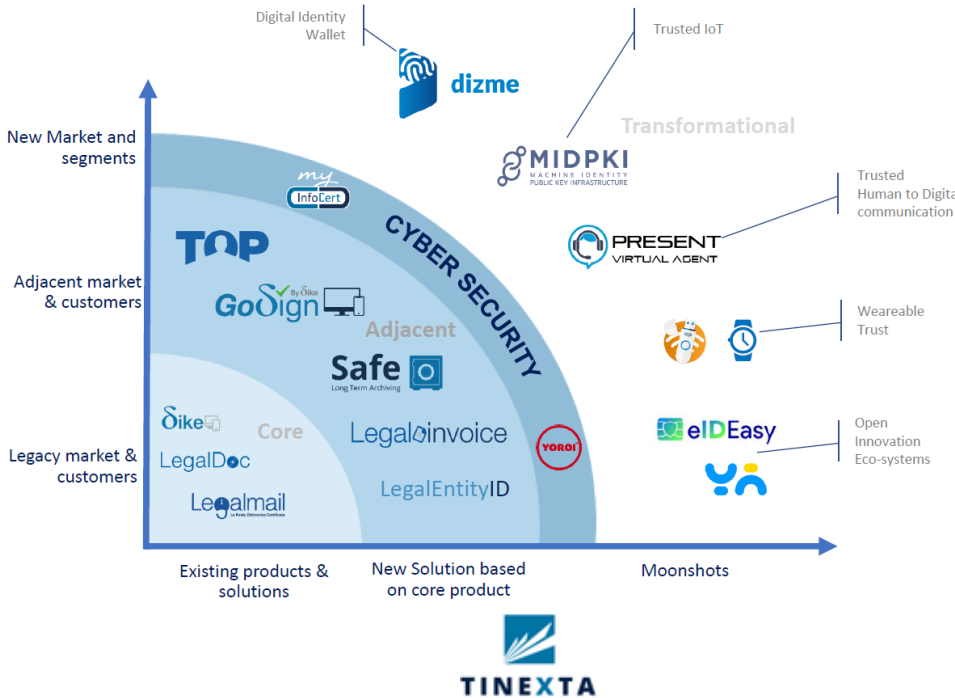 Digital Identity
Wallet
dizme
Trusted IoT
Transformational
New Market and
segments
MIDPKI
MACHINE IDENTITY
PUBLIC KEY INFRASTRUCTURE
my
InfoCert
CYBER SECURITY
Trusted
Human to Digital
communication
TOP
PRESENT
VIRTUAL AGENT
Adjacent market
& customers
By Dike
GoSign
Adjacent
Weareable
Trust
Safe
Long Term Archiving
Dike
Core
Legalinvoice
YOROI
eIDEasy
Open
Innovation
Eco-systems
Legacy market &
customers
LegalDoc
LegalEntityID
Legalmail
La Posta Elettronica Certificata
Existing products &
solutions
New Solution based
on core product
Moonshots
TINEXTA